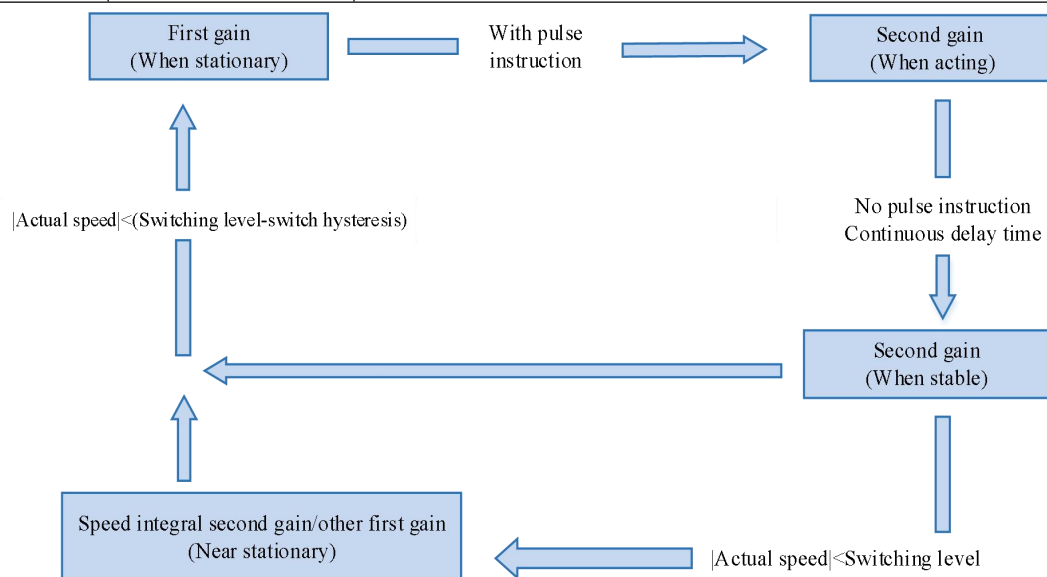 First gain
(When stationary)
With pulse
instruction
Second gain
(When acting)
|Actual speed|<(Switching level-switch hysteresis)
No pulse instruction
Continuous delay time
Second gain
(When stable)
Speed integral second gain/other first gain
(Near stationary)
|Actual speed|<Switching level